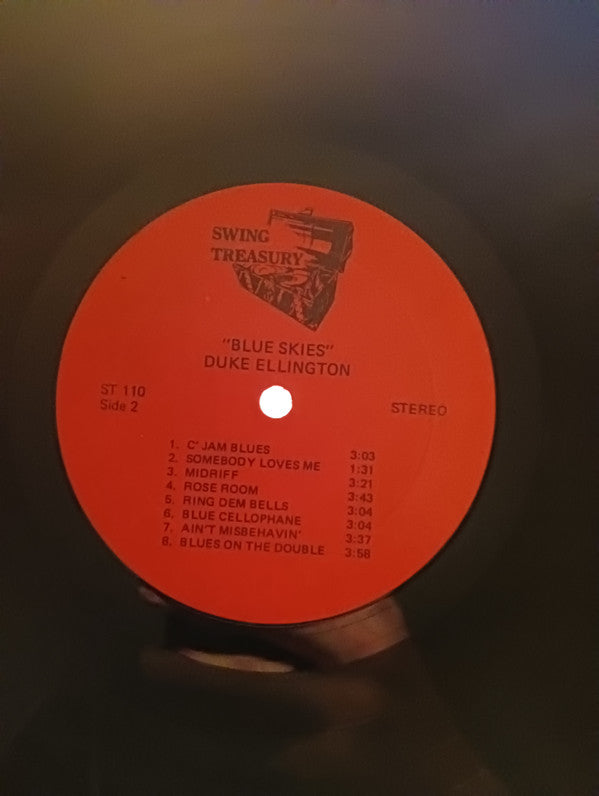 SWING
TREASURY
"BLUE SKIES"
DUKE ELLINGTON
ST 110
Side 2
STEREO
1. C' JAM BLUES 3:03
2. SOMEBODY LOVES ME 1:31
3. MIDRIFF 3:21
4. ROSE ROOM 3:43
5. RING DEM BELLS 3:04
6. BLUE CELLOPHANE 3:04
7. AIN'T MISBEHAVIN' 3:37
8. BLUES ON THE DOUBLE 3:58